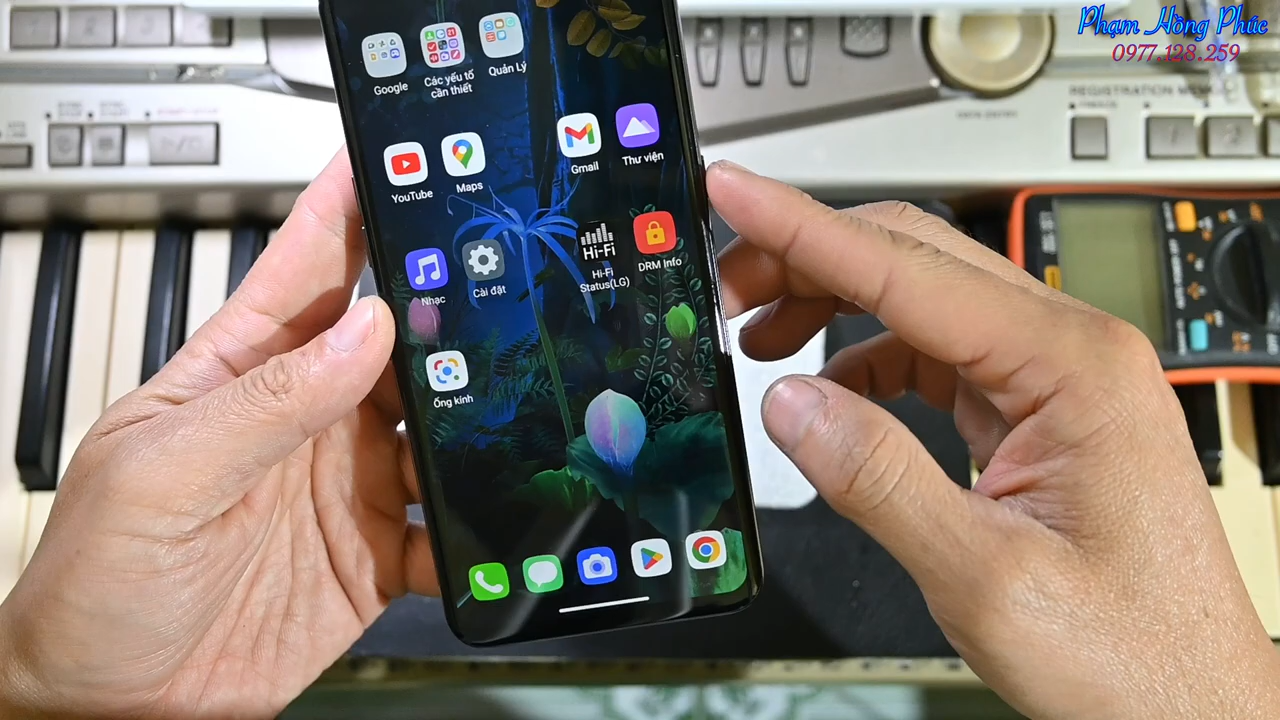 Phạm Hồng Phúc
0977.128.259
REGISTRATION MEM
Google
Các yếu tố
cần thiết
Quản Lý
YouTube
Maps
Gmail
Thư viện
Nhạc
Cài đặt
Hi-Fi
Hi-Fi
Status(LG)
DRM Info
Ống kính